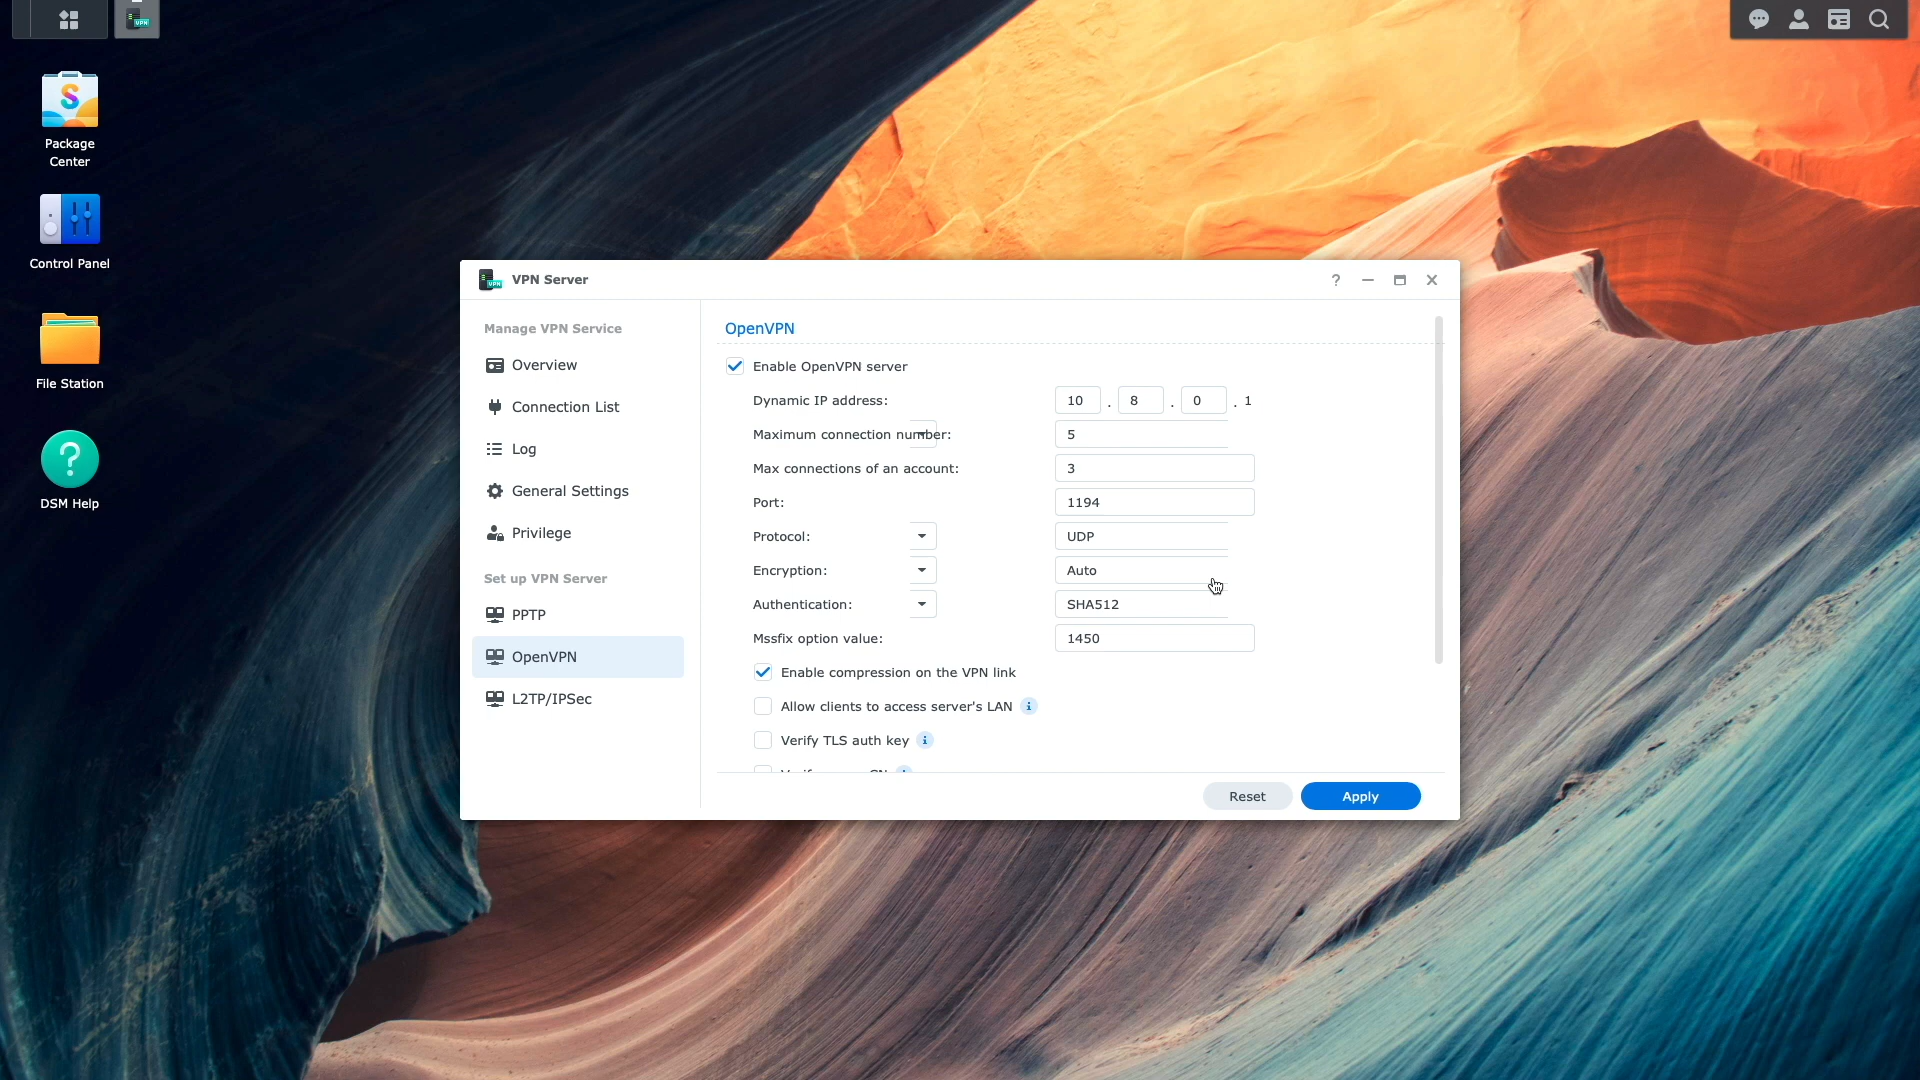 VPN
Package
Center
Control Panel
File Station
DSM Help
VPN Server
Manage VPN Service
Overview
Connection List
Log
General Settings
Privilege
Set up VPN Server
PPTP
OpenVPN
L2TP/IPSec
OpenVPN
Enable OpenVPN server
Dynamic IP address: 10 . 8 . 0 . 1
Maximum connection number: 5
Max connections of an account: 3
Port: 1194
Protocol: UDP
Encryption: Auto
Authentication: SHA512
Mssfix option value: 1450
Enable compression on the VPN link
Allow clients to access server's LAN
Verify TLS auth key
Reset Apply